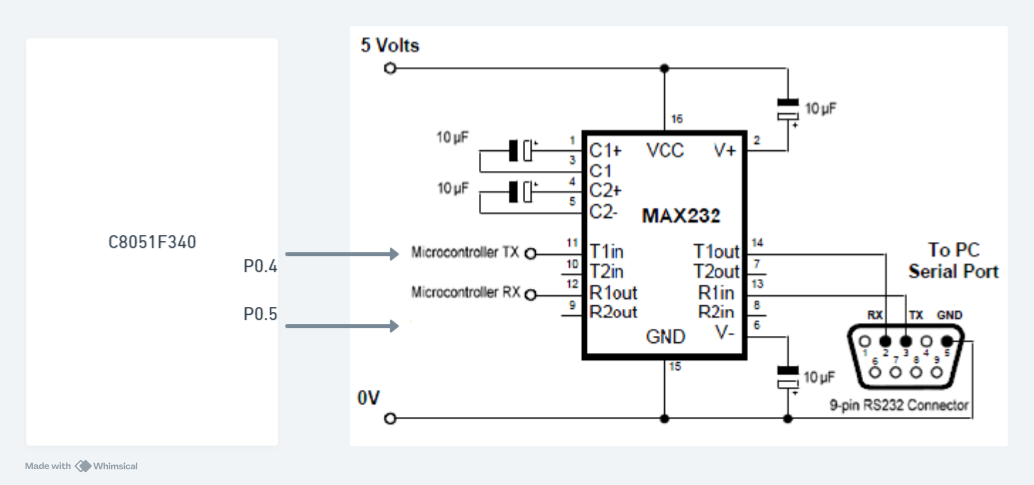 5 Volts
10 µF
16
10 µF
1
2
C1+
VCC
V+
3
C1
10 µF
4
C2+
5
C2-
MAX232
C8051F340
P0.4
P0.5
Microcontroller TX
11
T1in
T1out
14
10
T2in
T2out
7
Microcontroller RX
12
R1out
R1in
13
9
R2out
R2in
8
GND
V-
6
15
To PC
Serial Port
RX
TX
GND
1
2
3
4
5
6
7
8
9
10 µF
9-pin RS232 Connector
0V
Made with Whimsical